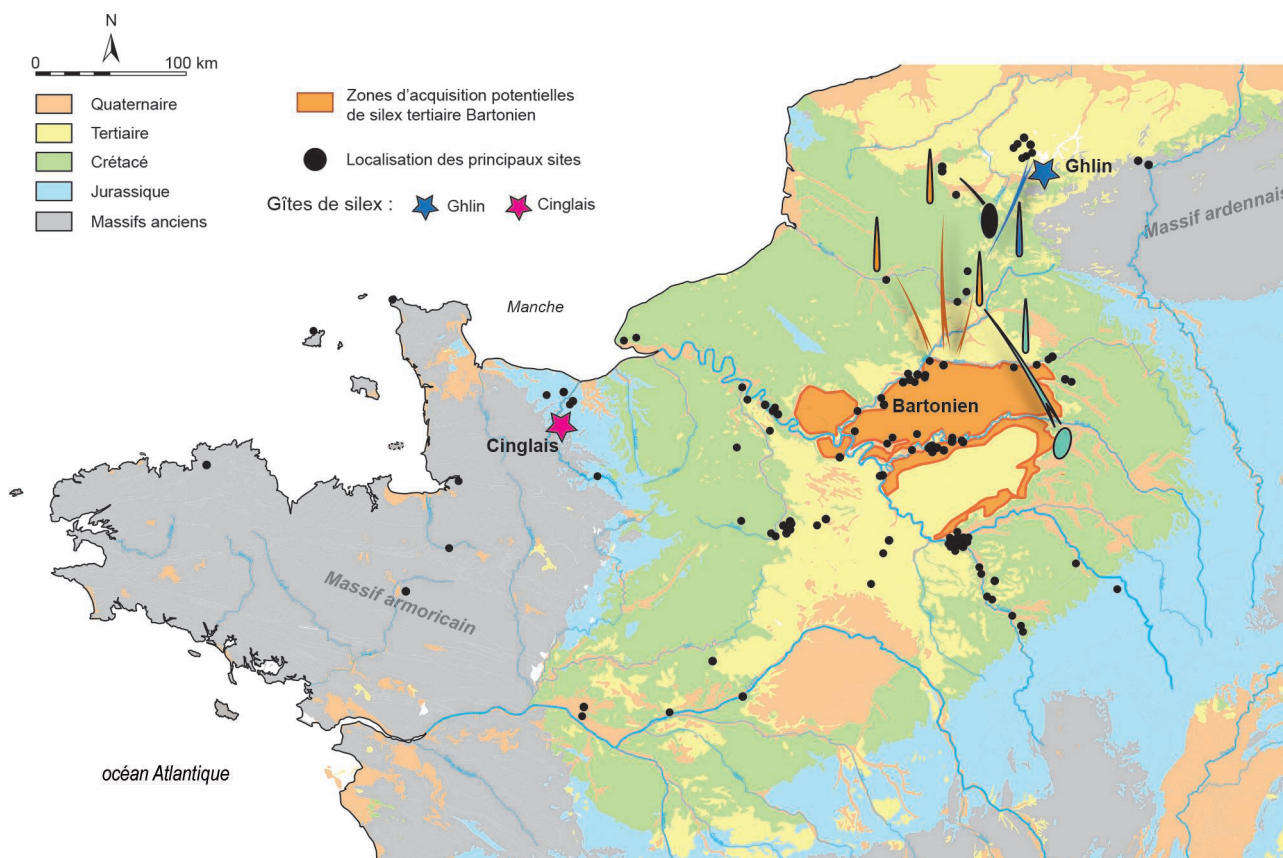 N
0 100 km
Quaternaire
Tertiaire
Crétacé
Jurassique
Massifs anciens
Zones d'acquisition potentielles
de silex tertiaire Bartonien
Localisation des principaux sites
Gîtes de silex : Ghlin Cinglais
Ghlin
Massif ardennais
Manche
Bartonien
Cinglais
Massif armoricain
océan Atlantique